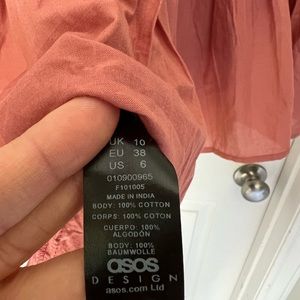 UK 10
EU 38
US 6
010900965
F101005
MADE IN INDIA
BODY: 100% COTTON
CORPS: 100% COTON
CUERPO: 100%
ALGODÓN
BODY: 100%
BAUMWOLLE
asos
DESIGN
asos.com Ltd